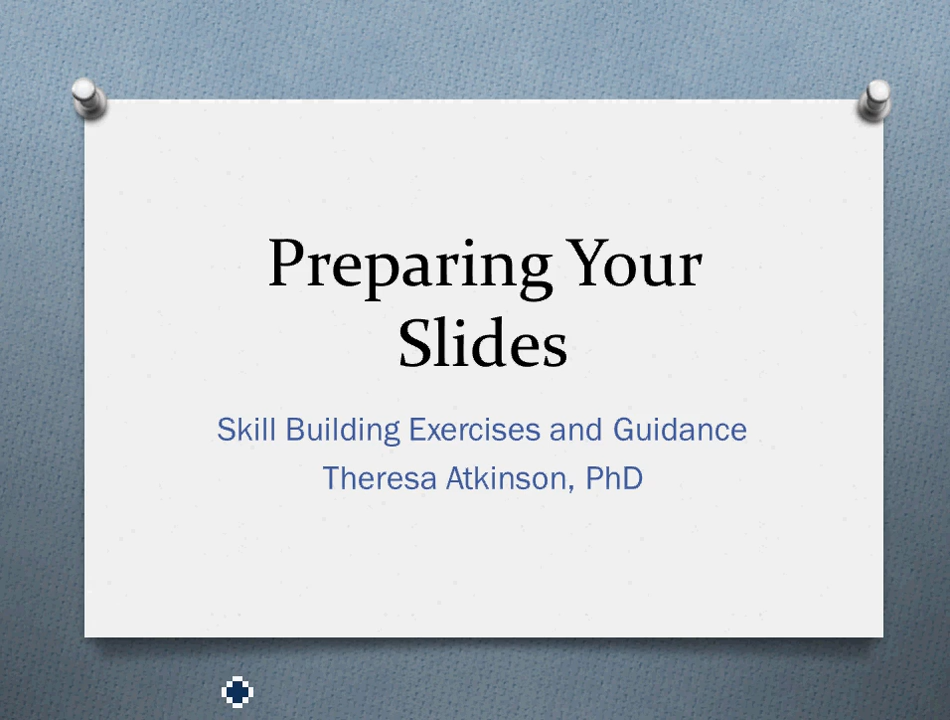 Preparing Your
Slides
Skill Building Exercises and Guidance
Theresa Atkinson, PhD